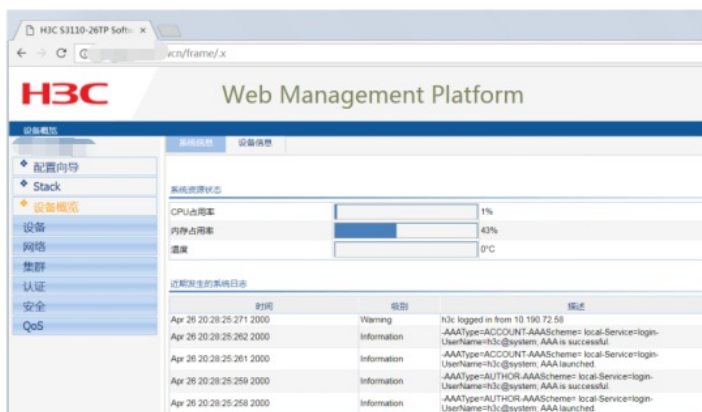 H3C S3110-26TP Softw
wcn/frame/.x
H3C
Web Management Platform
设备概览
系统信息 设备信息
配置向导
Stack
设备概览
设备
网络
集群
认证
安全
QoS
系统资源状态
CPU占用率 1%
内存占用率 43%
温度 0°C
近期发生的系统日志
时间 级别 描述
Apr 26 20:28:25:271 2000 Warning h3c logged in from 10.190.72.58
Apr 26 20:28:25:262 2000 Information -AAAType=ACCOUNT-AAAScheme= local-Service=login-
UserName=h3c@system; AAA is successful.
Apr 26 20:28:25:261 2000 Information -AAAType=ACCOUNT-AAAScheme= local-Service=login-
UserName=h3c@system; AAA launched.
Apr 26 20:28:25:259 2000 Information -AAAType=AUTHOR-AAAScheme= local-Service=login-
UserName=h3c@system; AAA is successful.
Apr 26 20:28:25:258 2000 Information -AAAType=AUTHOR-AAAScheme= local-Service=login-
UserName=h3c@system; AAA launched.